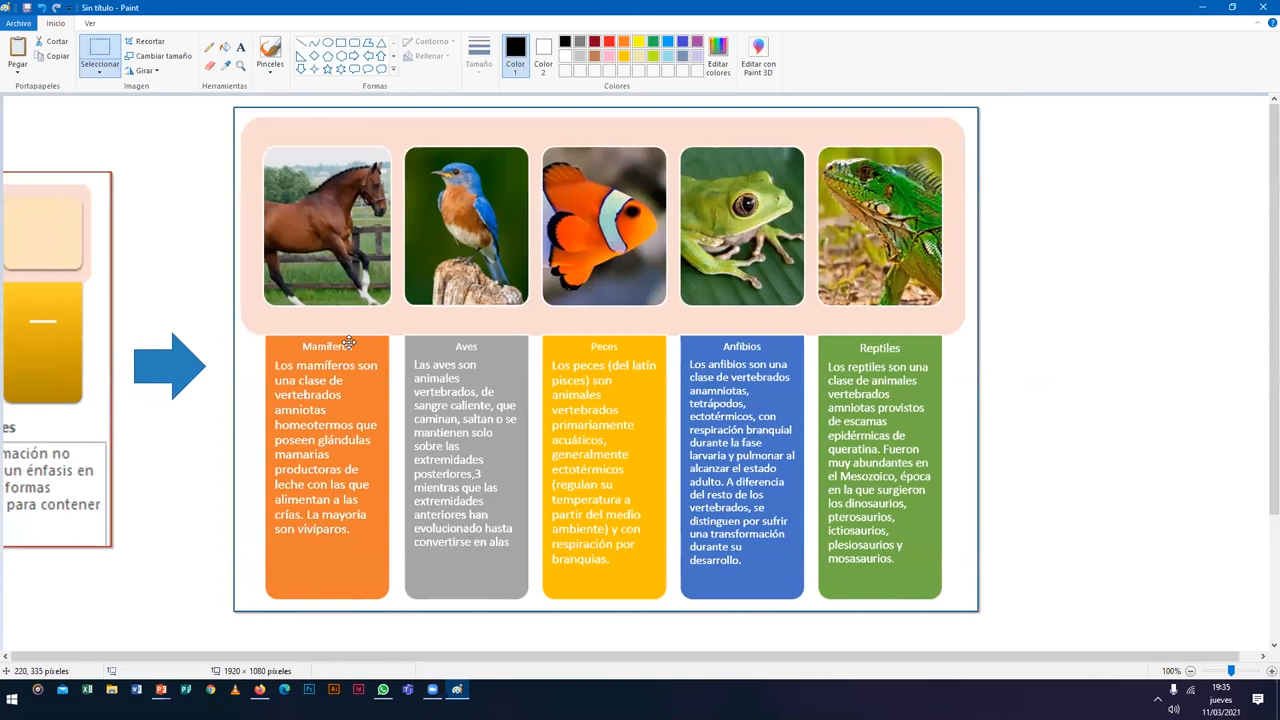 Sin título - Paint
Archivo Inicio Ver
Pegar
Cortar
Copiar
Portapapeles
Seleccionar
Recortar
Cambiar tamaño
Girar
Imagen
Herramientas
Pinceles
Contorno
Rellenar
Formas
Tamaño
Color
1
Color
2
Editar
colores
Colores
Editar con
Paint 3D
es
mación no
un énfasis en
formas
para contener
Mamíferos
Los mamíferos son
una clase de
vertebrados
amniotas
homeotermos que
poseen glándulas
mamarias
productoras de
leche con las que
alimentan a las
crías. La mayoría
son vivíparos.
Aves
Las aves son
animales
vertebrados, de
sangre caliente, que
caminan, saltan o se
mantienen solo
sobre las
extremidades
posteriores,3
mientras que las
extremidades
anteriores han
evolucionado hasta
convertirse en alas
Peces
Los peces (del latín
pisces) son
animales
vertebrados
primariamente
acuáticos,
generalmente
ectotérmicos
(regulan su
temperatura a
partir del medio
ambiente) y con
respiración por
branquias.
Anfibios
Los anfibios son una
clase de vertebrados
anamniotas,
tetrápodos,
ectotérmicos, con
respiración branquial
durante la fase
larvaria y pulmonar al
alcanzar el estado
adulto. A diferencia
del resto de los
vertebrados, se
distinguen por sufrir
una transformación
durante su
desarrollo.
Reptiles
Los reptiles son una
clase de animales
vertebrados
amniotas provistos
de escamas
epidérmicas de
queratina. Fueron
muy abundantes en
el Mesozoico, época
en la que surgieron
los dinosaurios,
pterosaurios,
ictiosaurios,
plesiosaurios y
mosasaurios.
220, 335 píxeles
1920 × 1080 píxeles
100%
19:35
jueves
11/03/2021